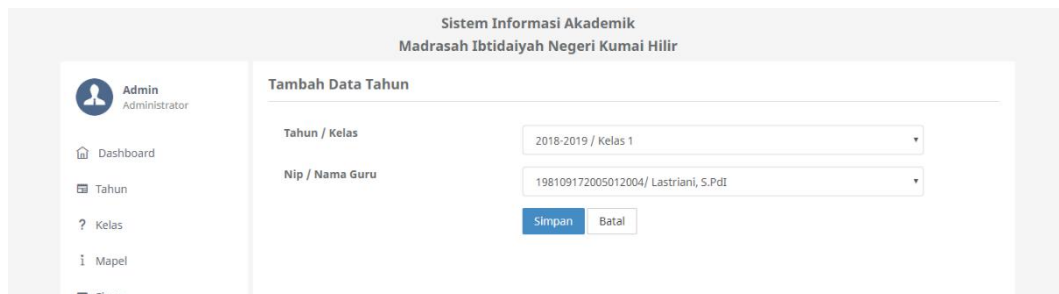 Sistem Informasi Akademik
Madrasah Ibtidaiyah Negeri Kumai Hilir
Admin
Administrator
Dashboard
Tahun
Kelas
Mapel
Tambah Data Tahun
Tahun / Kelas
2018-2019 / Kelas 1
Nip / Nama Guru
198109172005012004/ Lastriani, S.PdI
Simpan Batal